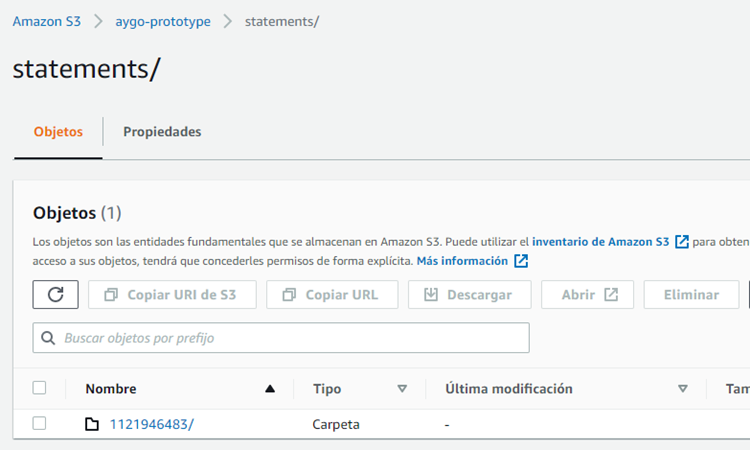 Amazon S3 > aygo-prototype > statements/
statements/
Objetos Propiedades
Objetos (1)
Los objetos son las entidades fundamentales que se almacenan en Amazon S3. Puede utilizar el inventario de Amazon S3 para obten
acceso a sus objetos, tendrá que concederles permisos de forma explícita. Más información
Copiar URI de S3 Copiar URL Descargar Abrir Eliminar
Buscar objetos por prefijo
Nombre Tipo Última modificación Tam
1121946483/ Carpeta -